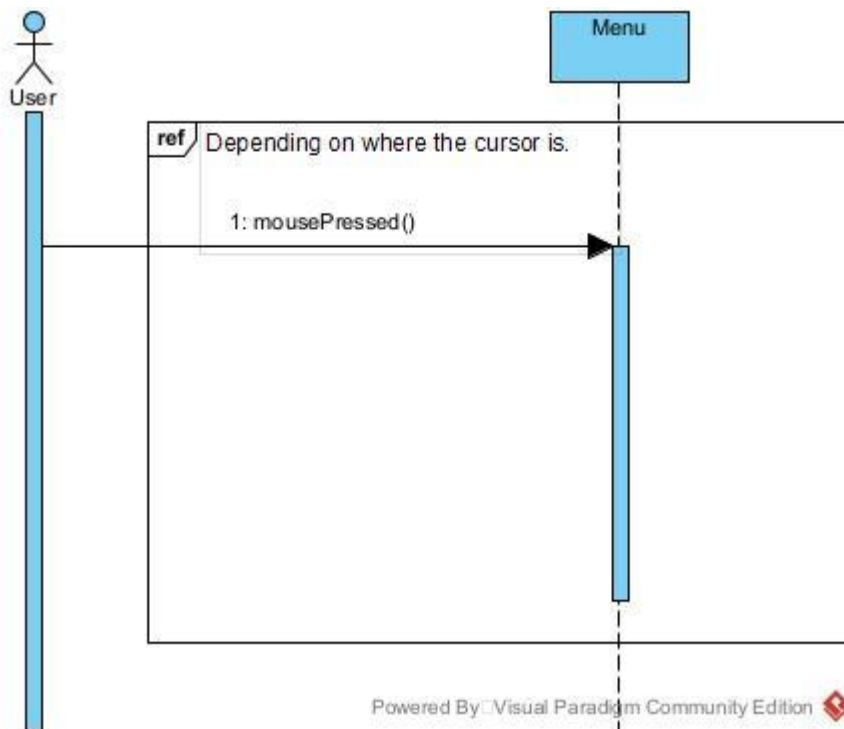 Menu
User
ref
Depending on where the cursor is.
1: mousePressed()
Powered By Visual Paradigm Community Edition